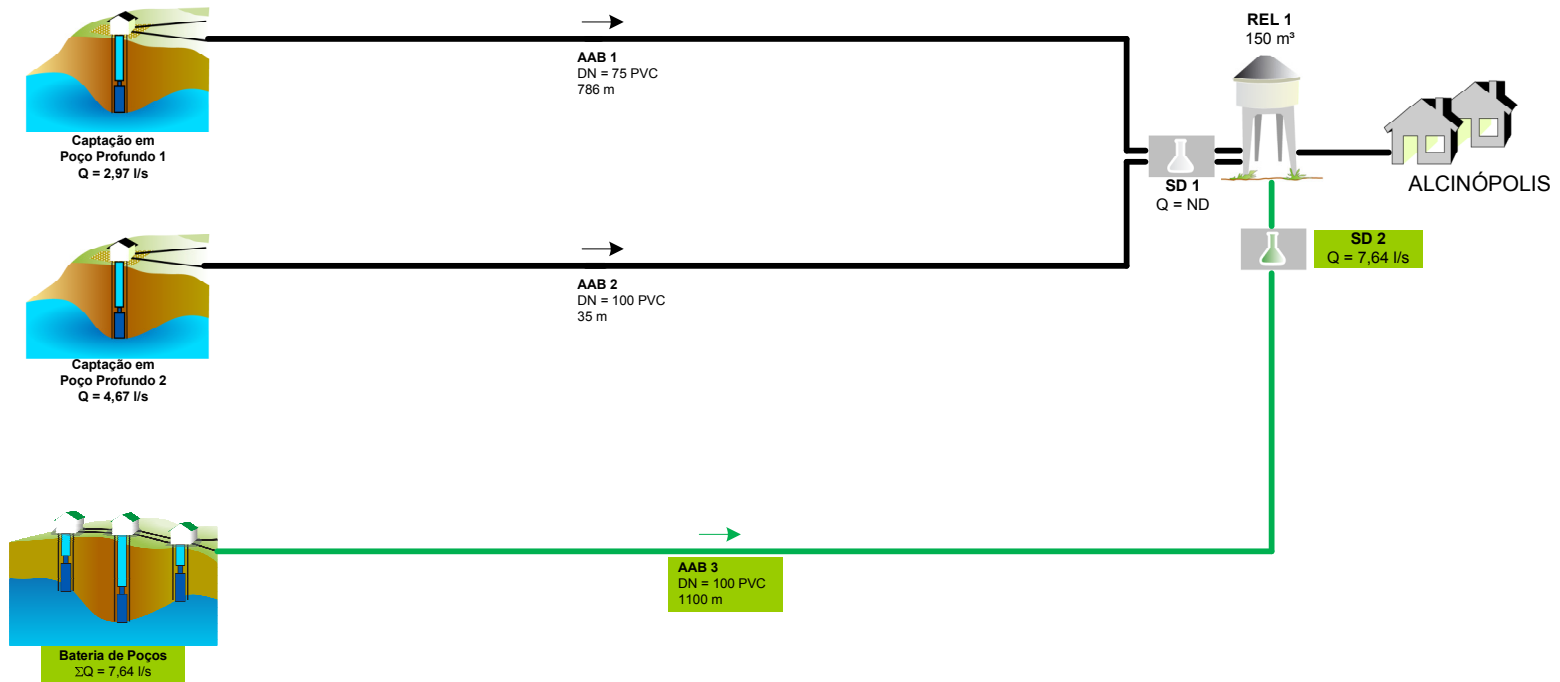 REL 1
150 m³
AAB 1
DN = 75 PVC
786 m
Captação em
Poço Profundo 1
Q = 2,97 l/s
SD 1
Q = ND
ALCINÓPOLIS
SD 2
Q = 7,64 l/s
AAB 2
DN = 100 PVC
35 m
Captação em
Poço Profundo 2
Q = 4,67 l/s
AAB 3
DN = 100 PVC
1100 m
Bateria de Poços
ΣQ = 7,64 l/s